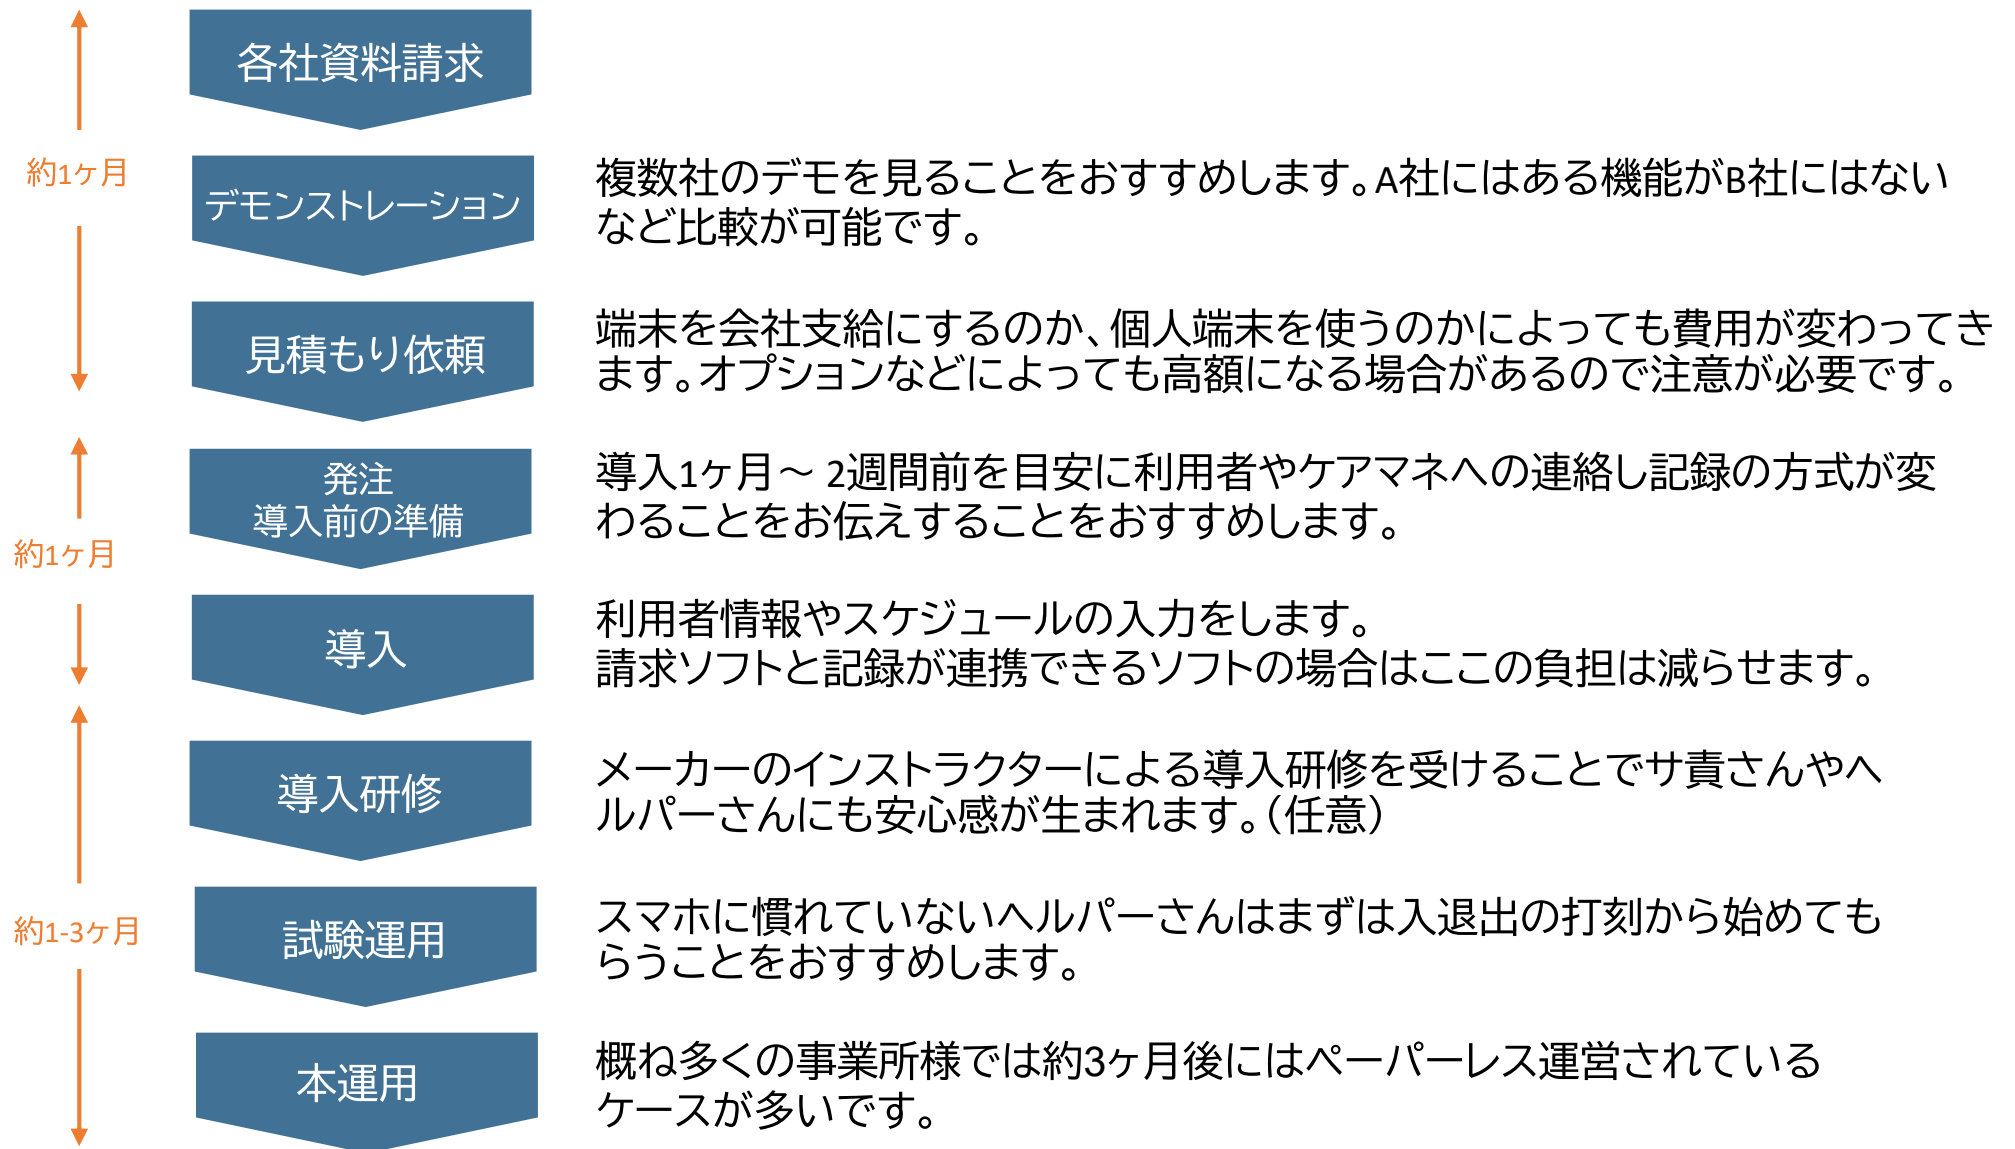 各社資料請求
約1ヶ月
デモンストレーション
複数社のデモを見ることをおすすめします。A社にはある機能がB社にはない
など比較が可能です。
見積もり依頼
端末を会社支給にするのか、個人端末を使うのかによっても費用が変わってき
ます。オプションなどによっても高額になる場合があるので注意が必要です。
発注
導入前の準備
導入1ヶ月～ 2週間前を目安に利用者やケアマネへの連絡し記録の方式が変
わることをお伝えすることをおすすめします。
約1ヶ月
導入
利用者情報やスケジュールの入力をします。
請求ソフトと記録が連携できるソフトの場合はここの負担は減らせます。
導入研修
メーカーのインストラクターによる導入研修を受けることでサ責さんやヘ
ルパーさんにも安心感が生まれます。（任意）
約1-3ヶ月
試験運用
スマホに慣れていないヘルパーさんはまずは入退出の打刻から始めても
らうことをおすすめします。
本運用
概ね多くの事業所様では約3ヶ月後にはペーパーレス運営されている
ケースが多いです。